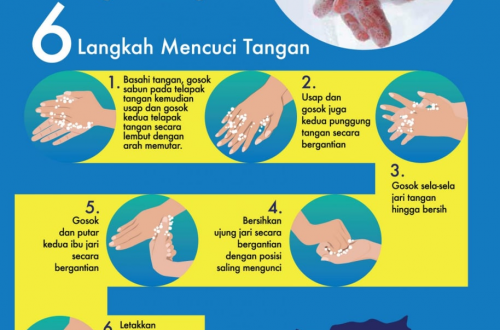 6 Langkah Mencuci Tangan
1. Basahi tangan, gosok
sabun pada telapak
tangan kemudian
usap dan gosok
kedua telapak
tangan secara
lembut dengan
arah memutar.
2.
Usap dan
gosok juga
kedua punggung
tangan secara
bergantian
3.
Gosok sela-sela
jari tangan
hingga bersih
4.
Bersihkan
ujung jari secara
bergantian
dengan posisi
saling mengunci
5.
Gosok
dan putar
kedua ibu jari
secara
bergantian
6. Letakkan